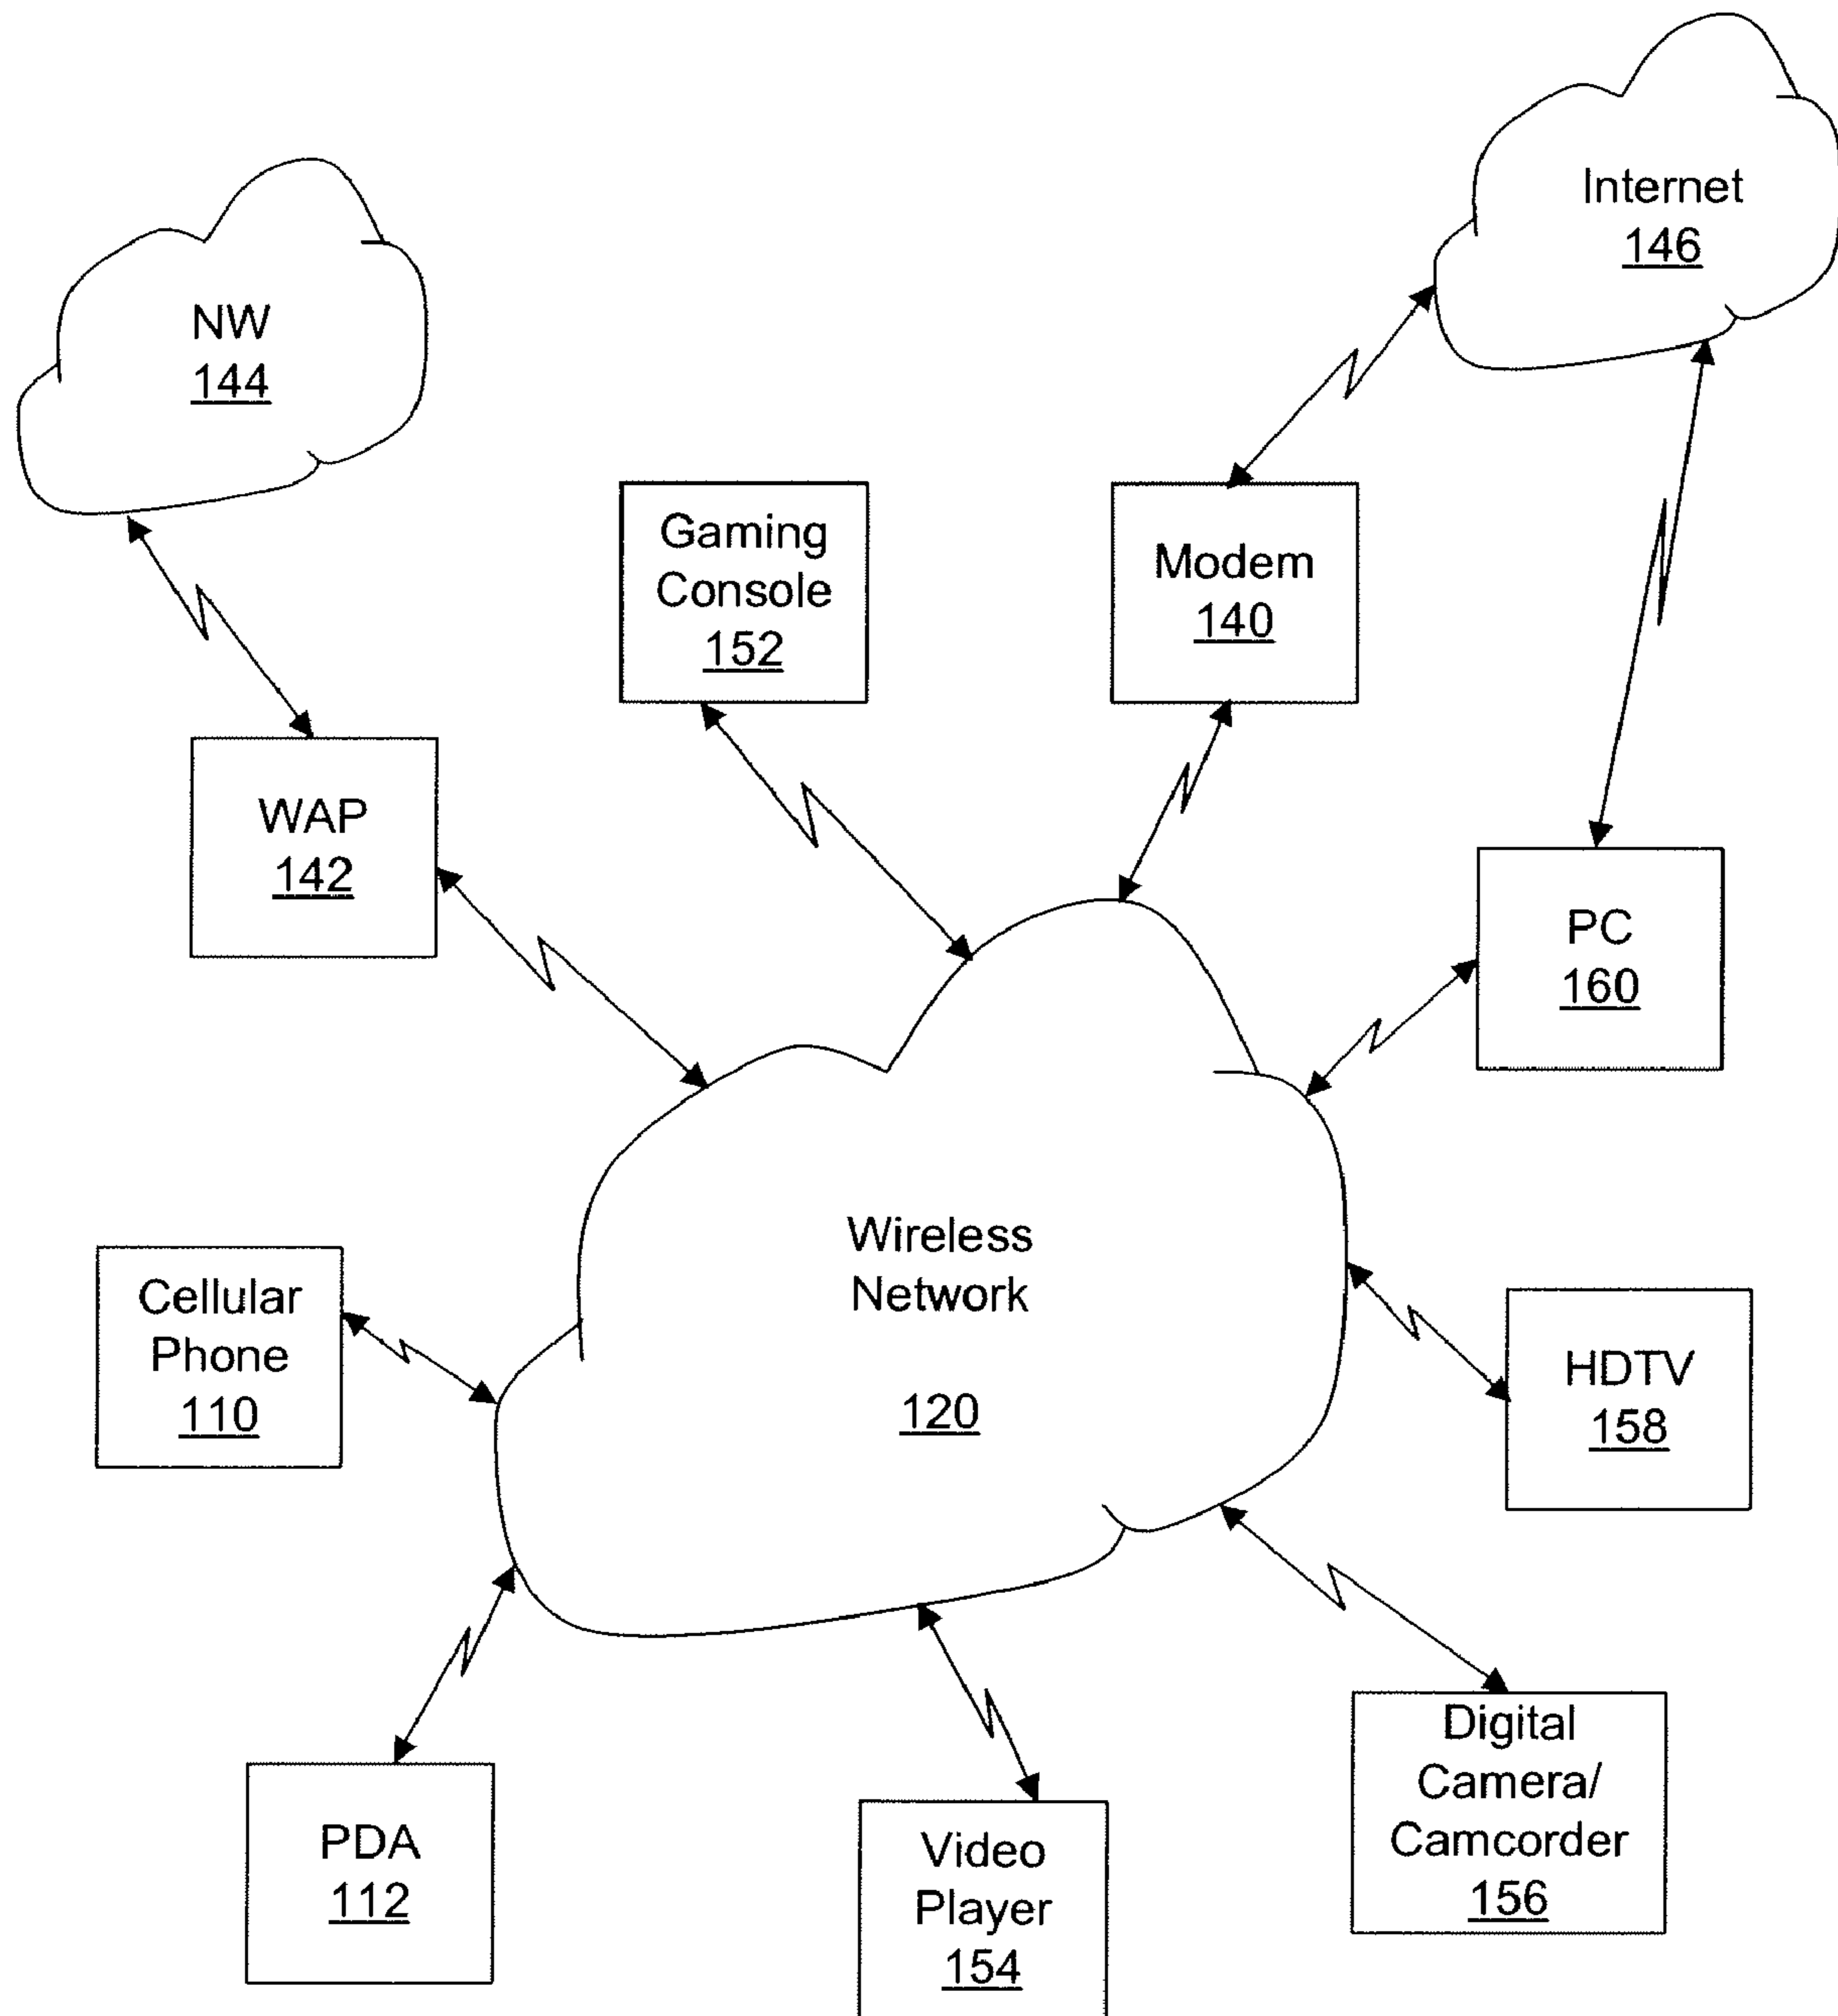 Internet
146
NW
144
Gaming
Console
152
Modem
140
WAP
142
PC
160
Wireless
Network
120
Cellular
Phone
110
HDTV
158
PDA
112
Video
Player
154
Digital
Camera/
Camcorder
156